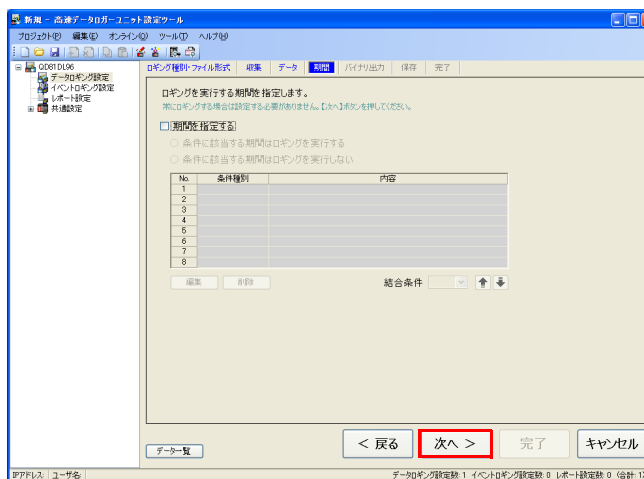 新規 - 高速データロガーユニット設定ツール
プロジェクト(P) 編集(E) オンライン(O) ツール(T) ヘルプ(H)
QD81DL96
データロギング設定
イベントロギング設定
レポート設定
共通設定
ロギング種別・ファイル形式 収集 データ 期間 バイナリ出力 保存 完了
ロギングを実行する期間を指定します。
常にロギングする場合は設定する必要がありません。【次へ】ボタンを押してください。
期間を指定する
条件に該当する期間はロギングを実行する
条件に該当する期間はロギングを実行しない
No. 条件種別 内容
1
2
3
4
5
6
7
8
編集 削除 結合条件
データ一覧 < 戻る 次へ > 完了 キャンセル
IPアドレス: ユーザ名: データロギング設定数: 1 イベントロギング設定数: 0 レポート設定数: 0 (合計: 1)